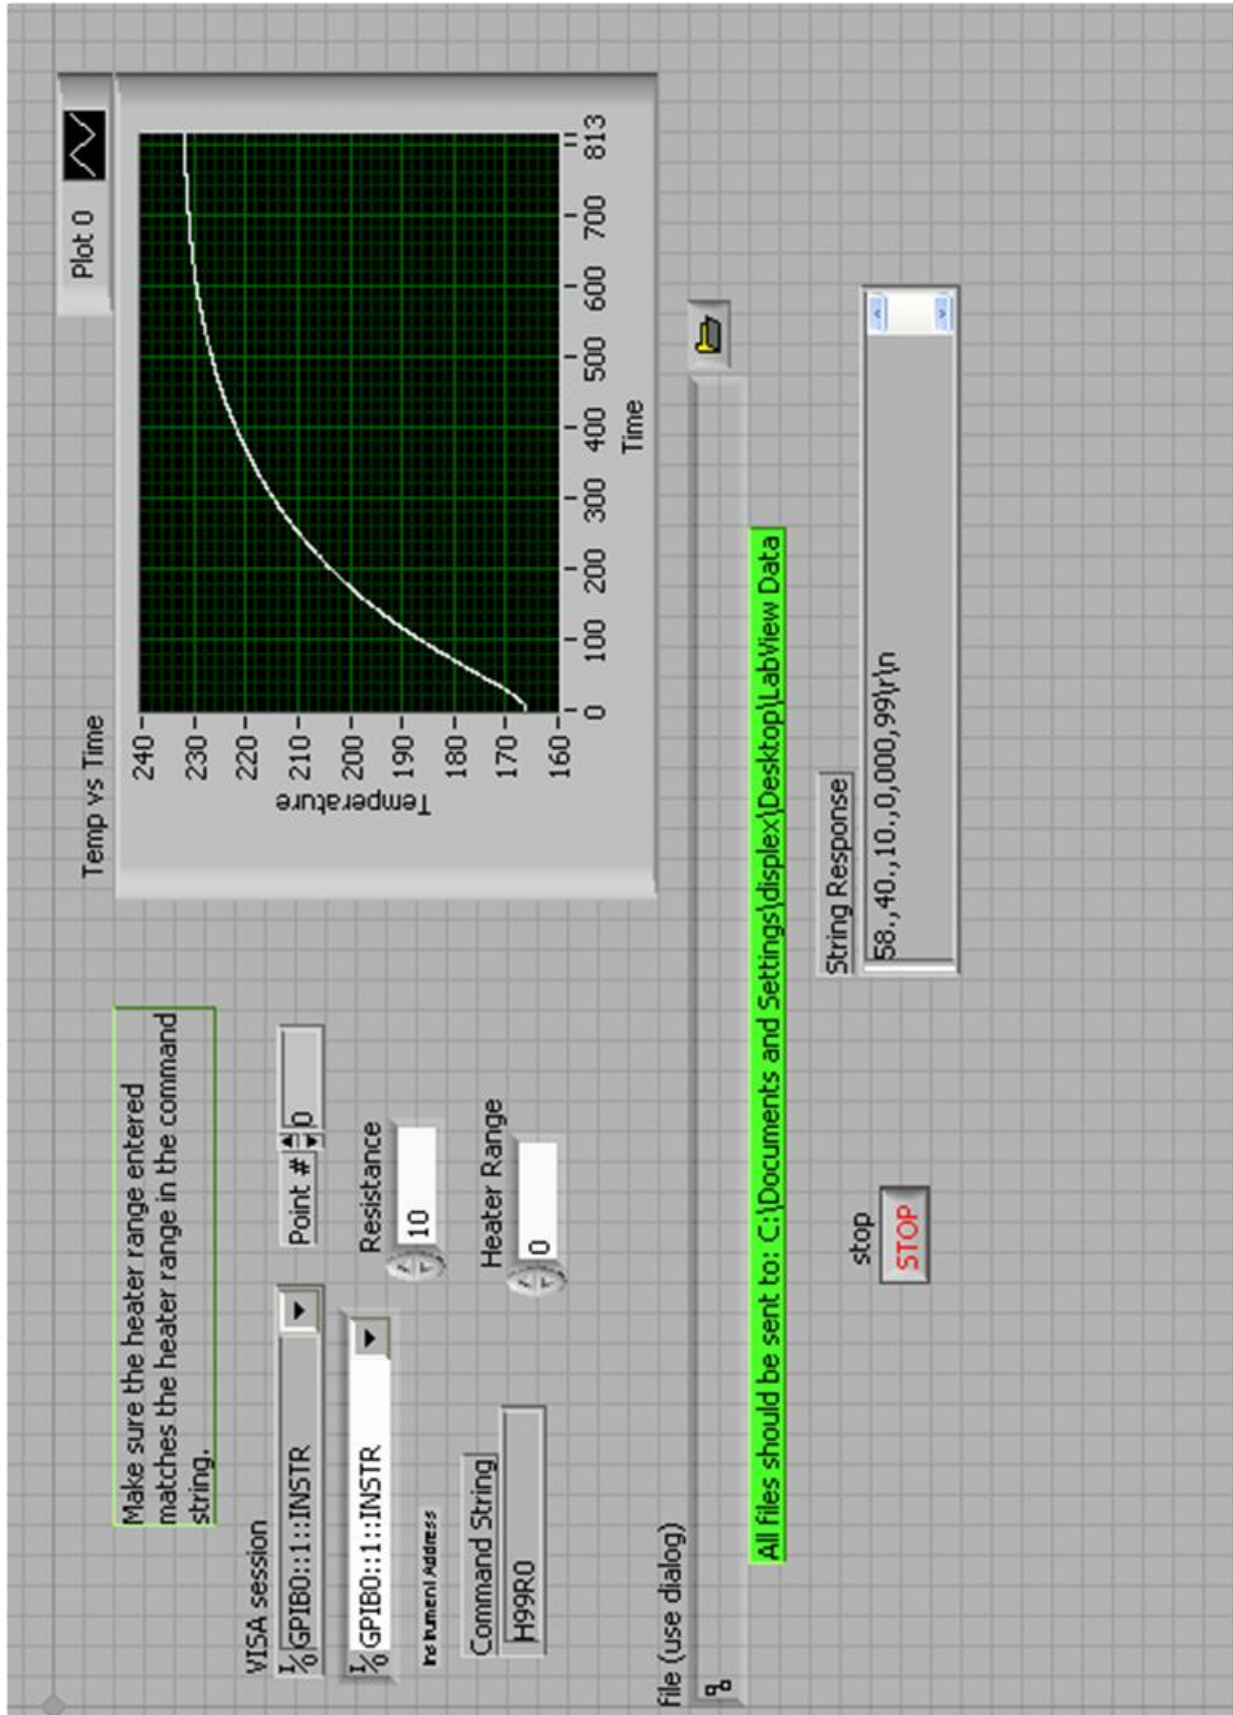 Make sure the heater range entered
matches the heater range in the command
string.
VISA session
I/O GPIB0::1::INSTR
Point # 0
I/O GPIB0::1::INSTR
Instrument Address
Resistance
10
Command String
H99R0
Heater Range
0
Temp vs Time
Plot 0
Temperature
240
230
220
210
200
190
180
170
160
0 100 200 300 400 500 600 700 813
Time
file (use dialog)
All files should be sent to: C:\Documents and Settings\displex\Desktop\LabView Data
stop
STOP
String Response
58.,40.,10.,0,000,99\r\n